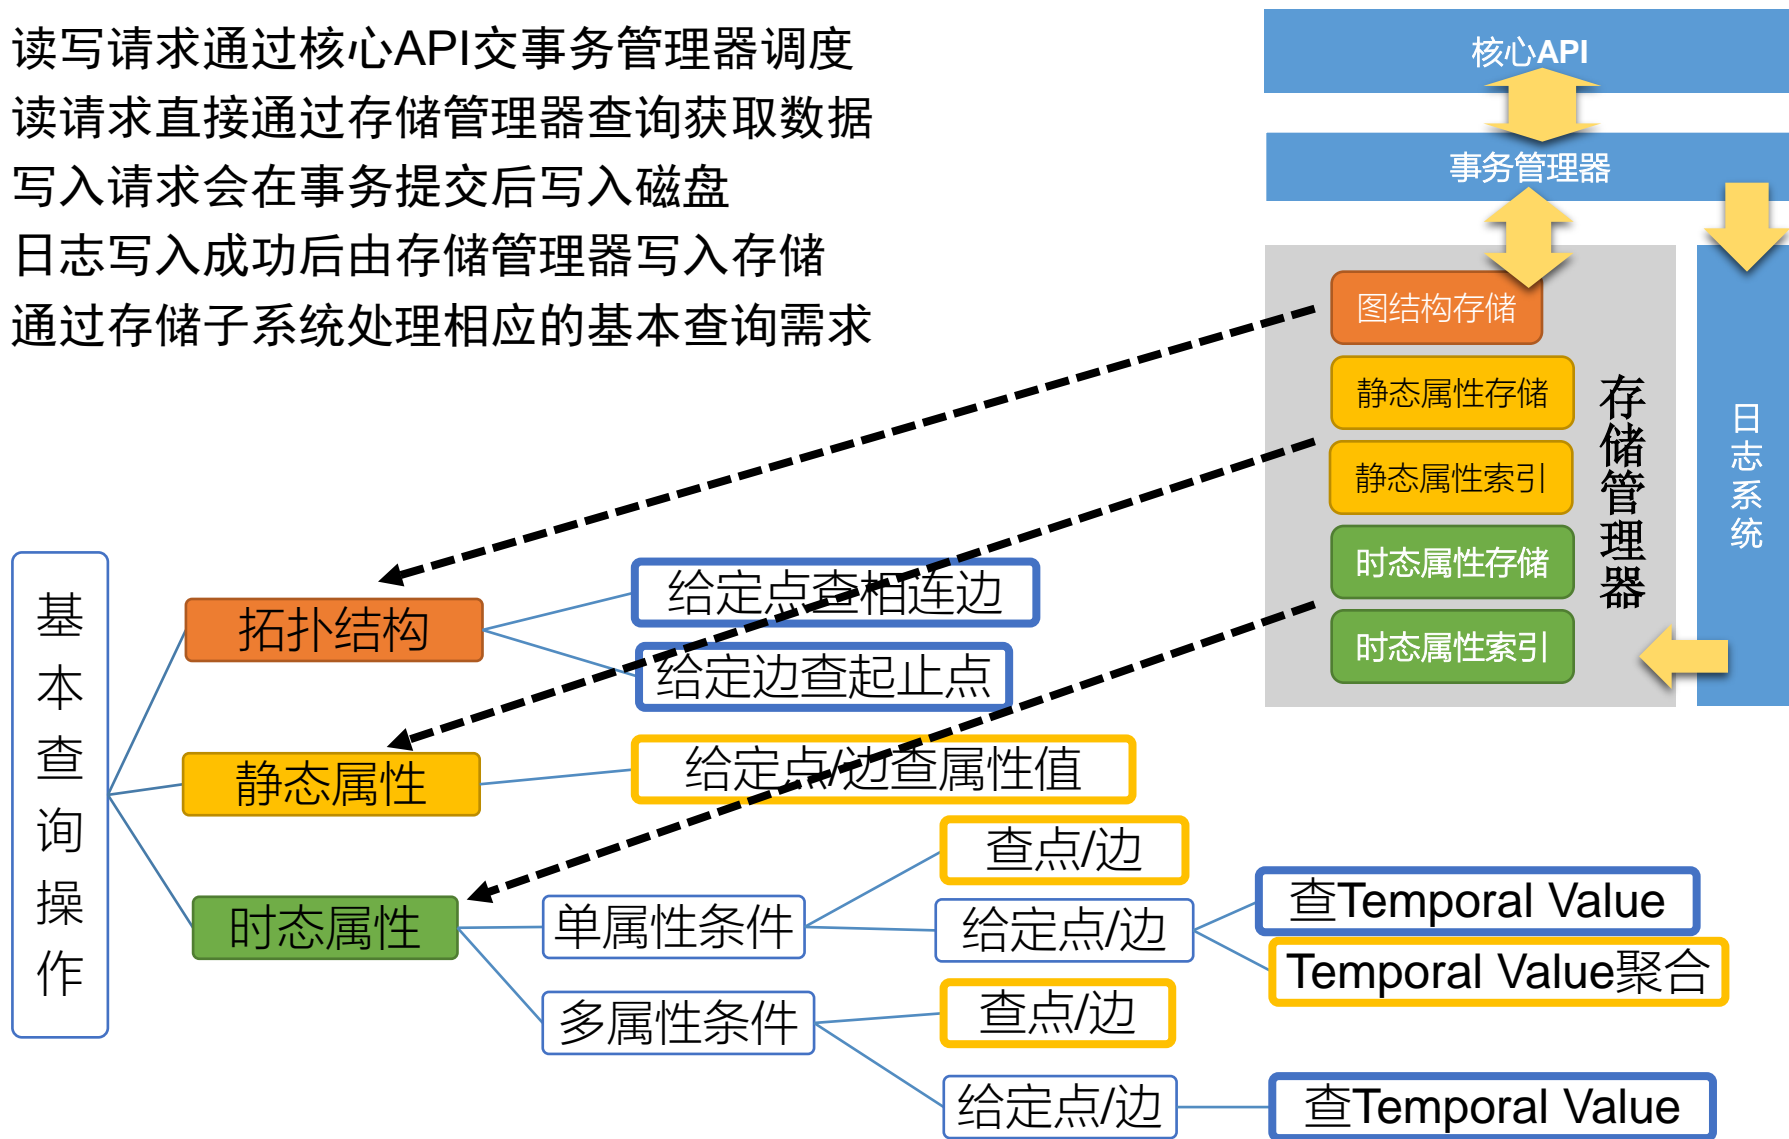 读写请求通过核心API交事务管理器调度
读请求直接通过存储管理器查询获取数据
写入请求会在事务提交后写入磁盘
日志写入成功后由存储管理器写入存储
通过存储子系统处理相应的基本查询需求
核心API
事务管理器
图结构存储
静态属性存储
静态属性索引
时态属性存储
时态属性索引
存储管理器
日志系统
基本查询操作
拓扑结构
给定点查相连边
给定边查起止点
静态属性
给定点/边查属性值
时态属性
单属性条件
查点/边
给定点/边
查Temporal Value
Temporal Value聚合
多属性条件
查点/边
给定点/边
查Temporal Value